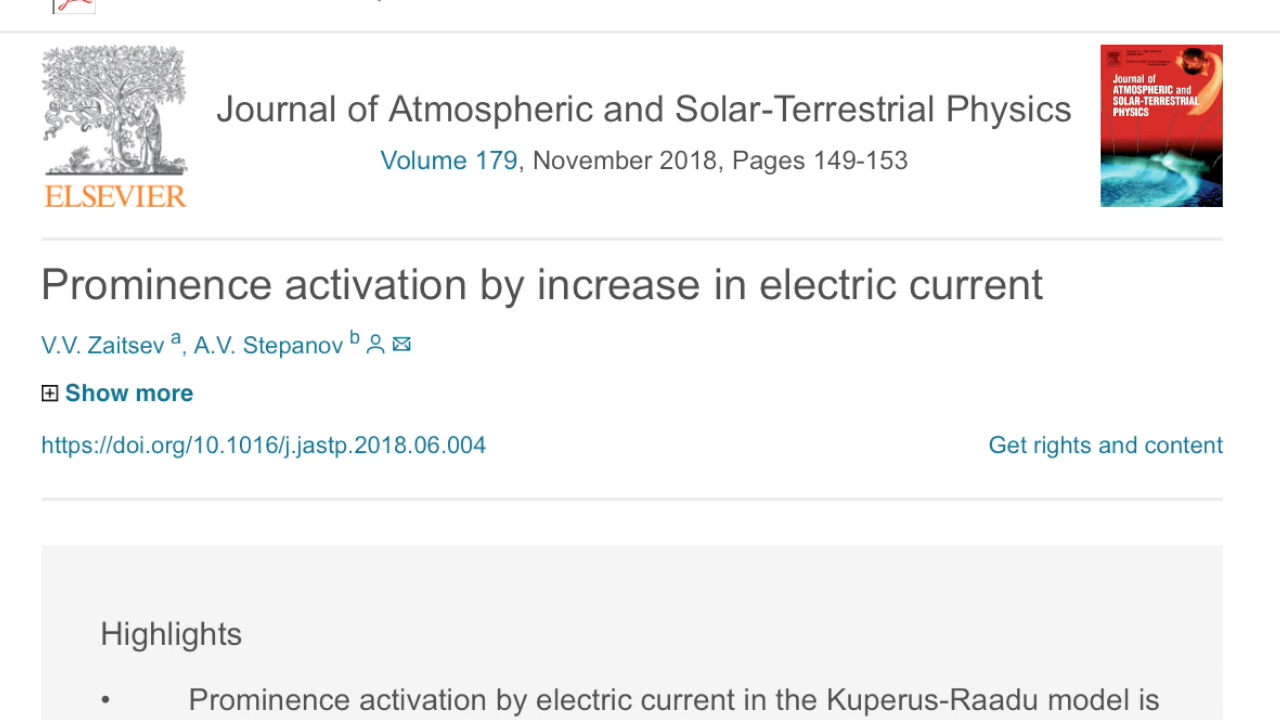 Journal of Atmospheric and Solar-Terrestrial Physics
Volume 179, November 2018, Pages 149-153
ELSEVIER
Journal of
ATMOSPHERIC and
SOLAR-TERRESTRIAL
PHYSICS
Prominence activation by increase in electric current
V.V. Zaitsev a, A.V. Stepanov b
Show more
https://doi.org/10.1016/j.jastp.2018.06.004
Get rights and content
Highlights
• Prominence activation by electric current in the Kuperus-Raadu model is